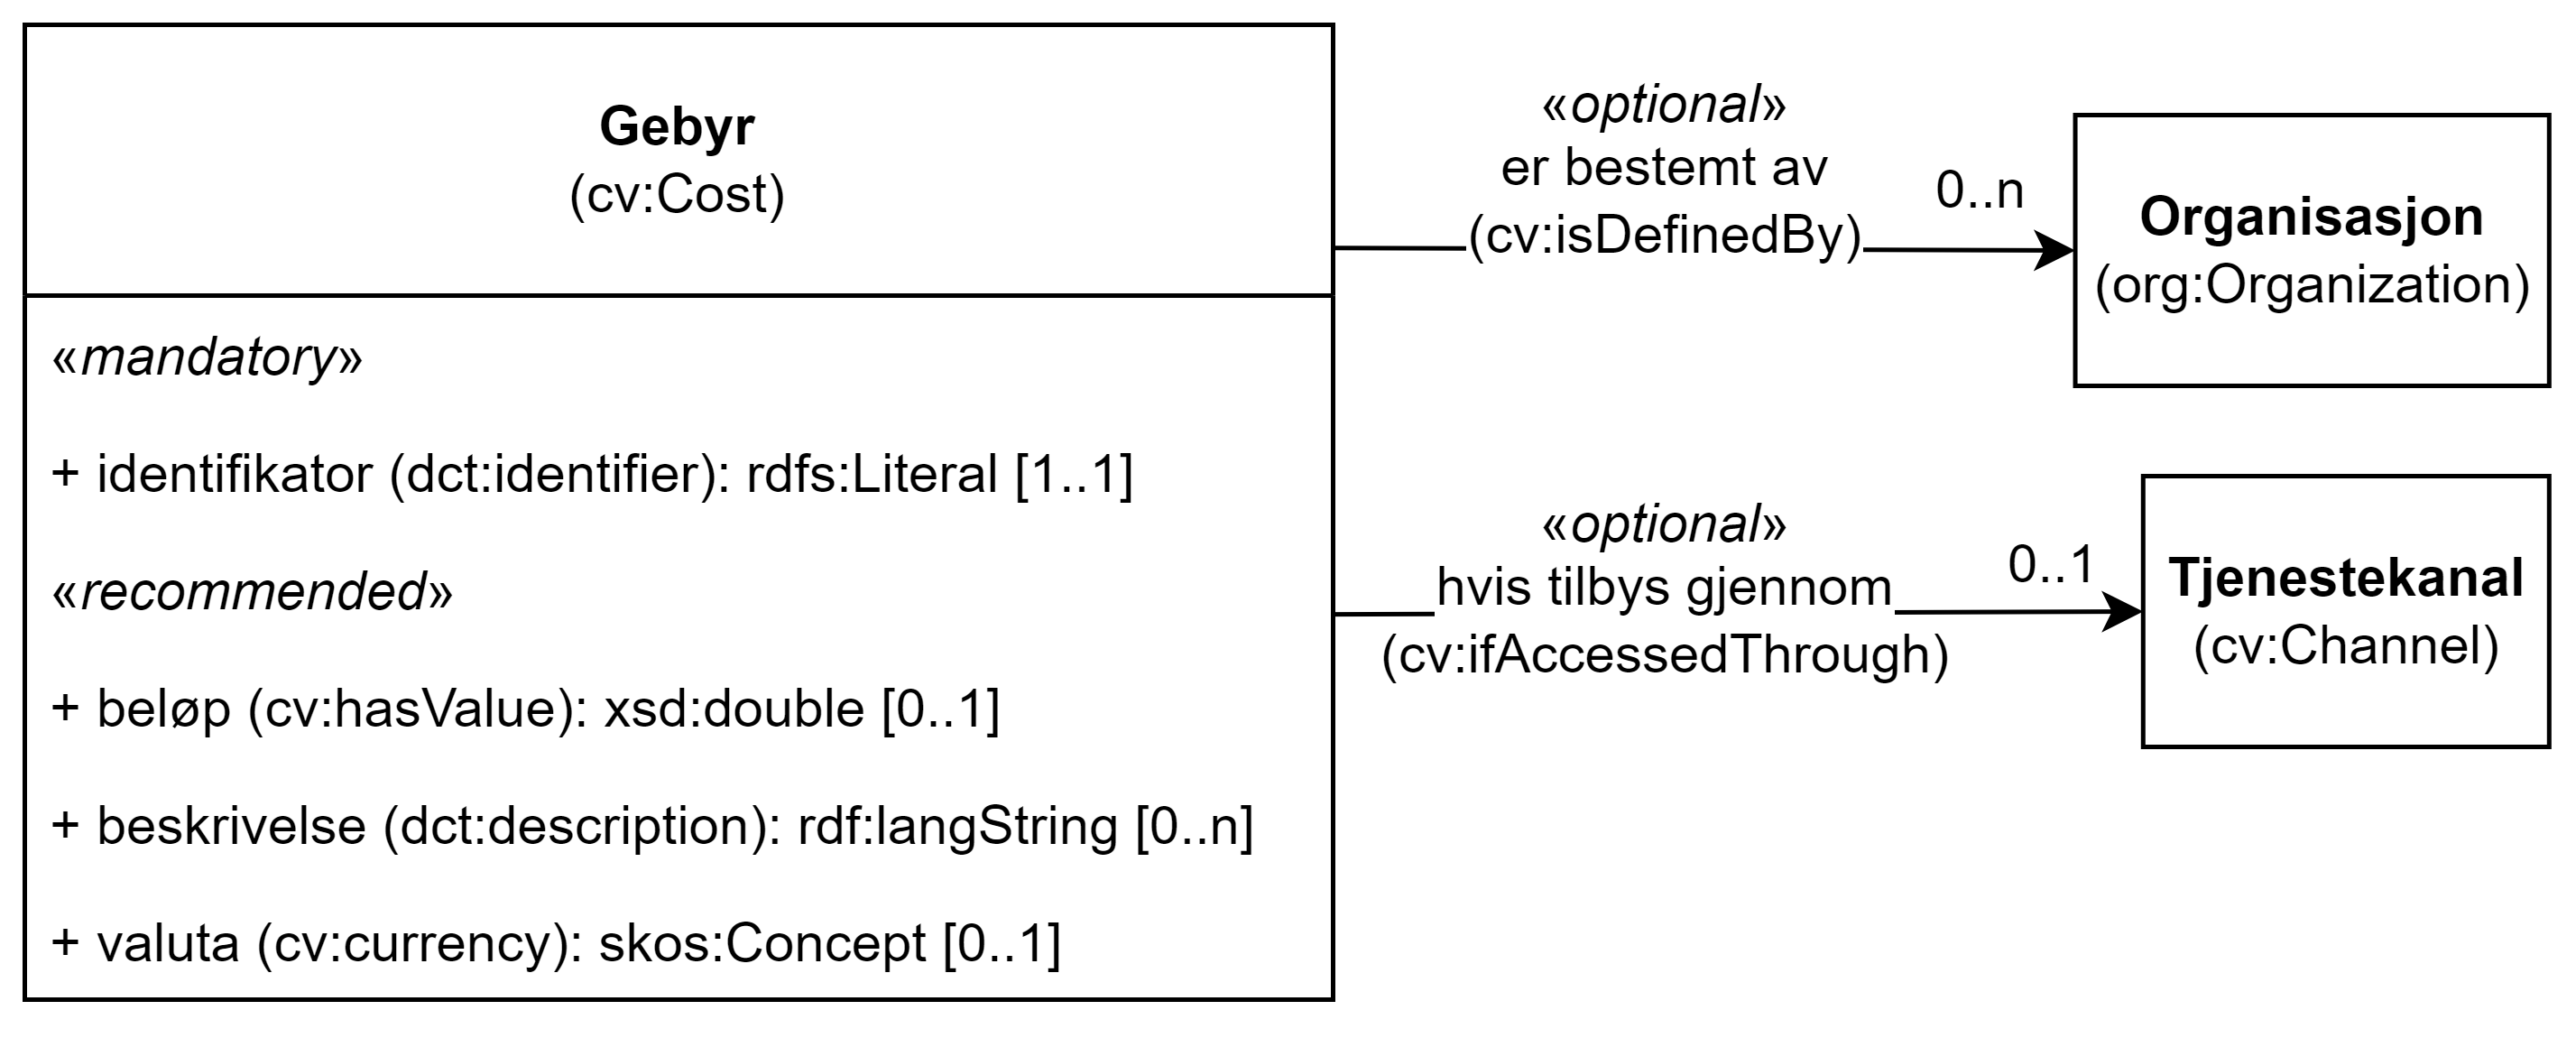 Gebyr
(cv:Cost)
«mandatory»
+ identifikator (dct:identifier): rdfs:Literal [1..1]
«recommended»
+ beløp (cv:hasValue): xsd:double [0..1]
+ beskrivelse (dct:description): rdf:langString [0..n]
+ valuta (cv:currency): skos:Concept [0..1]
«optional»
er bestemt av
(cv:isDefinedBy)
0..n
Organisasjon
(org:Organization)
«optional»
hvis tilbys gjennom
(cv:ifAccessedThrough)
0..1
Tjenestekanal
(cv:Channel)